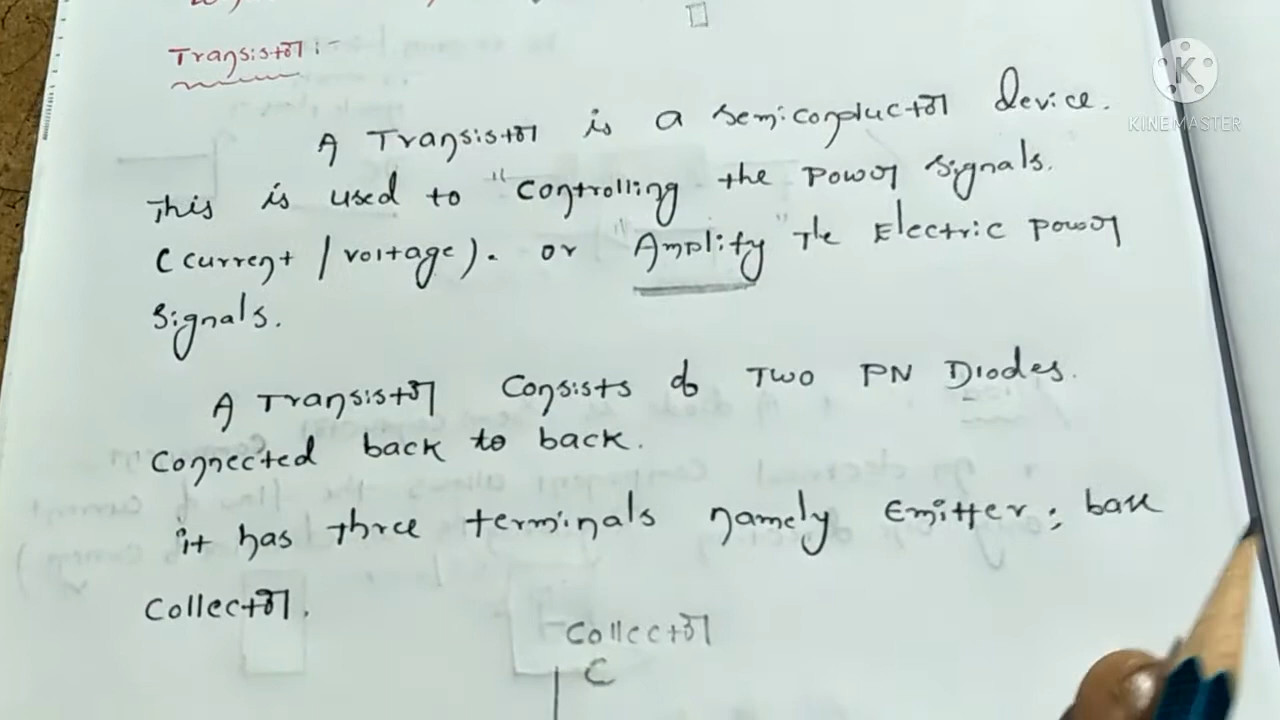 Transistor :-
A Transistor is a semiconductor device.
This is used to "controlling the power signals.
(current / voltage). or "Amplify" The Electric power
signals.
A Transistor Consists of Two PN Diodes.
Connected back to back.
it has three terminals namely Emitter, base
Collector.
Collector
C
K
KINEMASTER